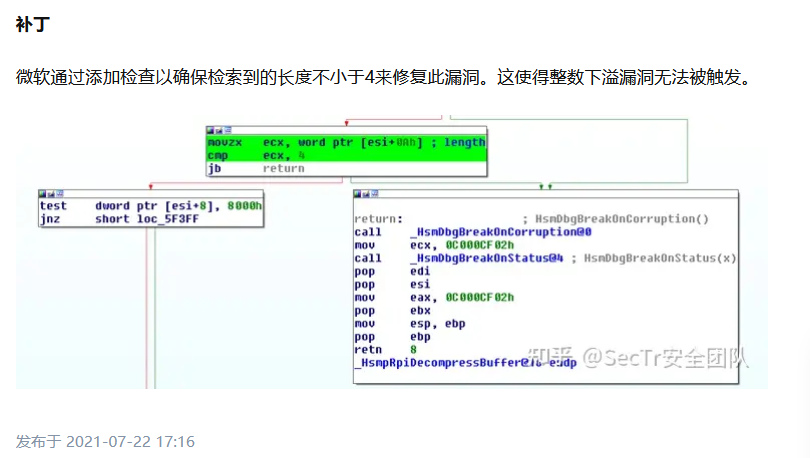 补丁
微软通过添加检查以确保检索到的长度不小于4来修复此漏洞。这使得整数下溢漏洞无法被触发。
movzx ecx, word ptr [esi+0Ah] ; length
cmp ecx, 4
jb return
test dword ptr [esi+8], 8000h
jnz short loc_5F3FF
return: ; HsmDbgBreakOnCorruption()
call _HsmDbgBreakOnCorruption@0
mov ecx, 0C000CF02h
call _HsmDbgBreakOnStatus@4 ; HsmDbgBreakOnStatus(x)
pop edi
pop esi
mov eax, 0C000CF02h
pop ebx
mov esp, ebp
pop ebp
retn 8
_HsmpRpiDecompressBuffer@16 endp
知乎 @SecTr安全团队
发布于 2021-07-22 17:16